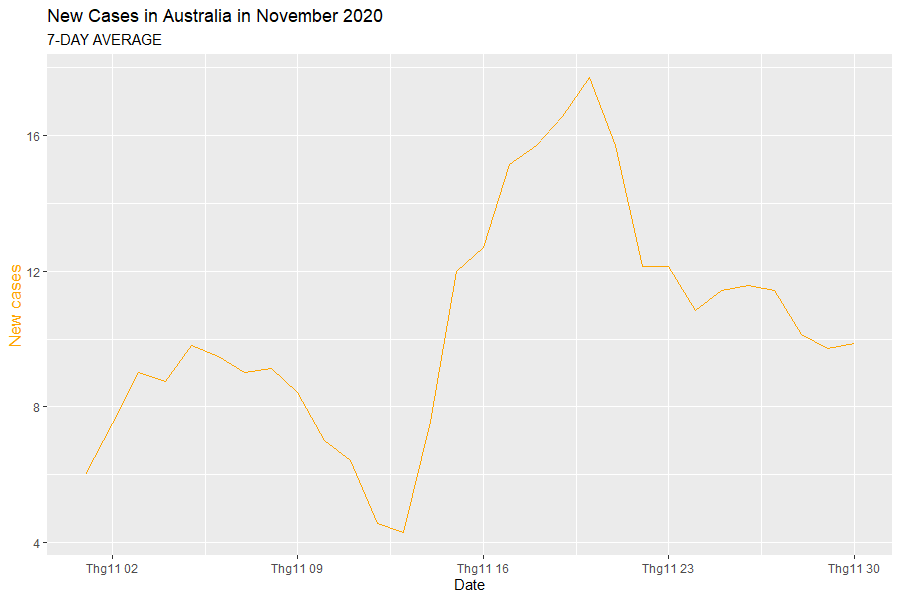 New Cases in Australia in November 2020
7-DAY AVERAGE
New cases
16
12
8
4
Thg11 02
Thg11 09
Thg11 16
Thg11 23
Thg11 30
Date